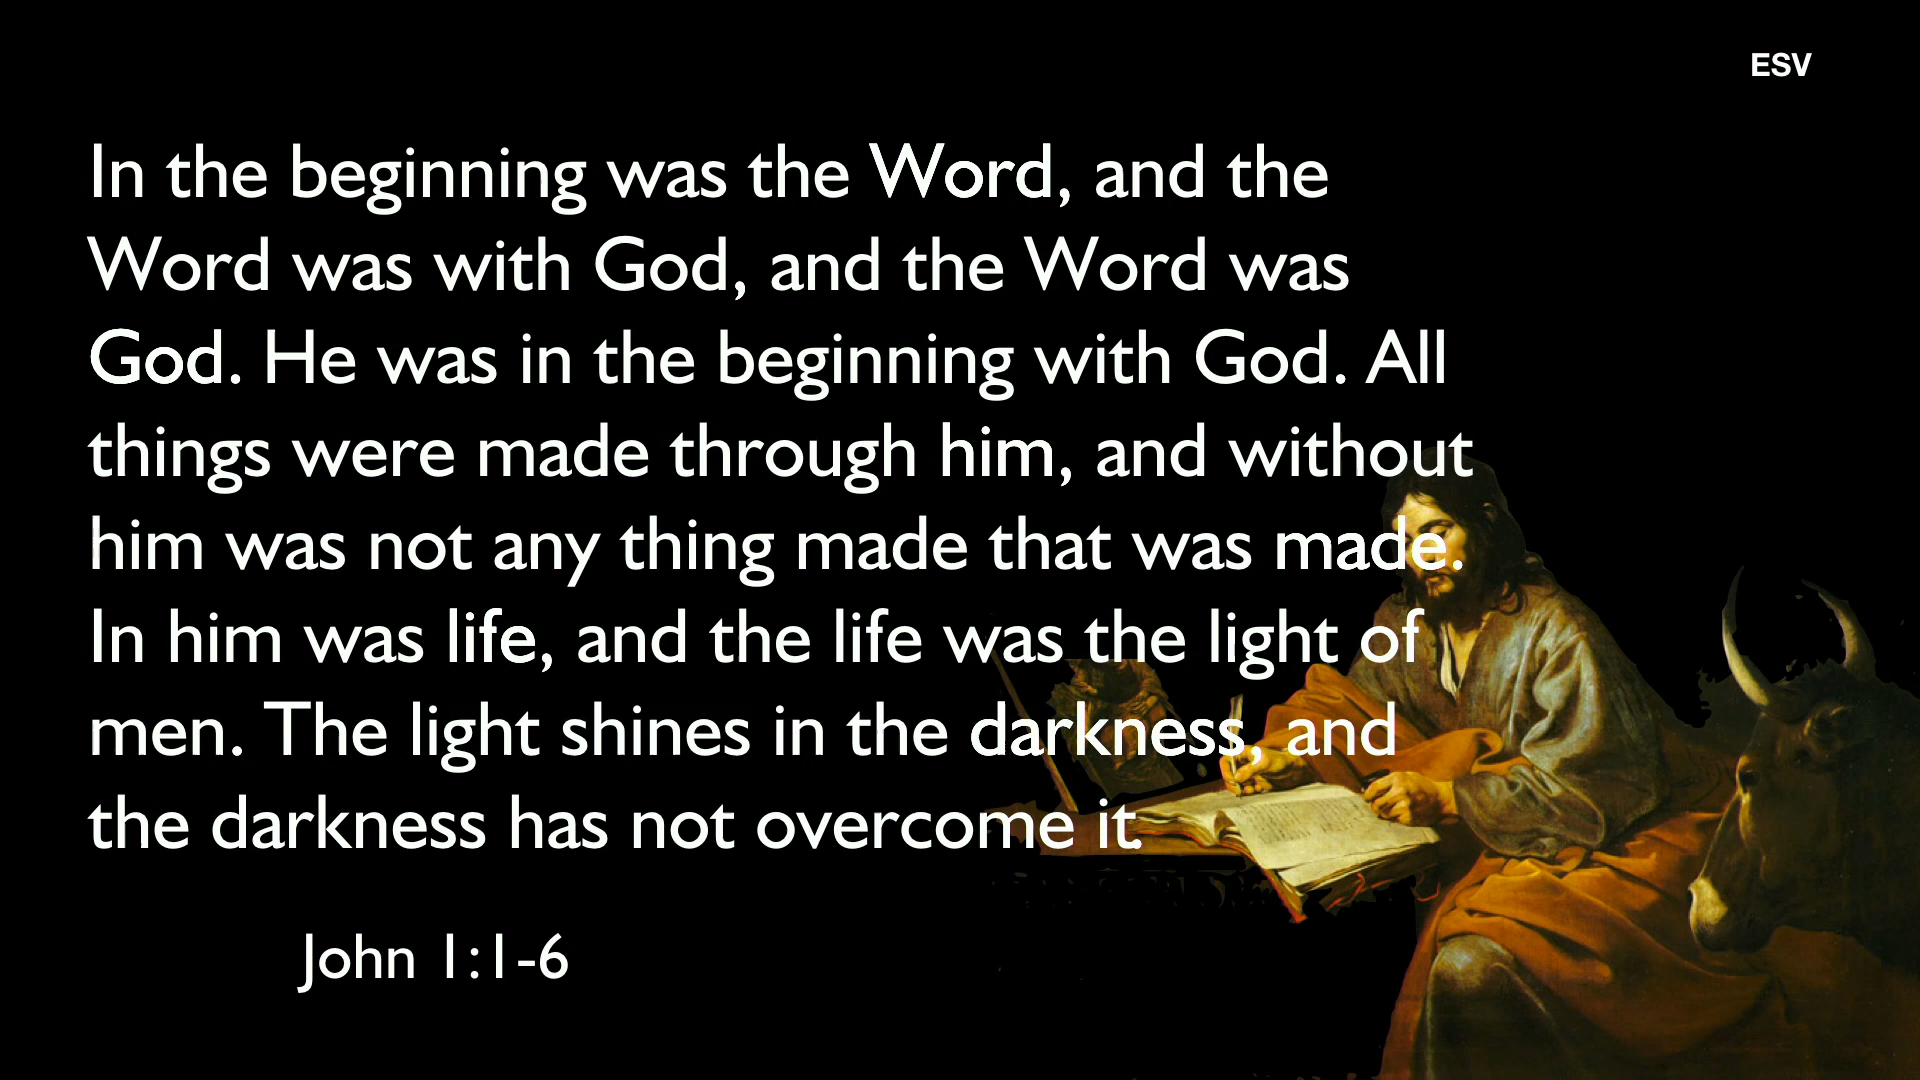 ESV
In the beginning was the Word, and the
Word was with God, and the Word was
God. He was in the beginning with God. All
things were made through him, and without
him was not any thing made that was made.
In him was life, and the life was the light of
men. The light shines in the darkness, and
the darkness has not overcome it.
John 1:1-6